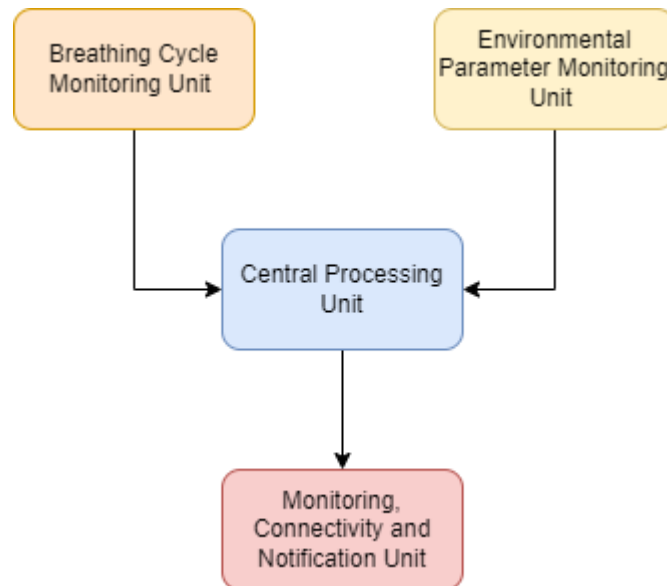 Breathing Cycle
Monitoring Unit
Environmental
Parameter Monitoring
Unit
Central Processing
Unit
Monitoring,
Connectivity and
Notification Unit